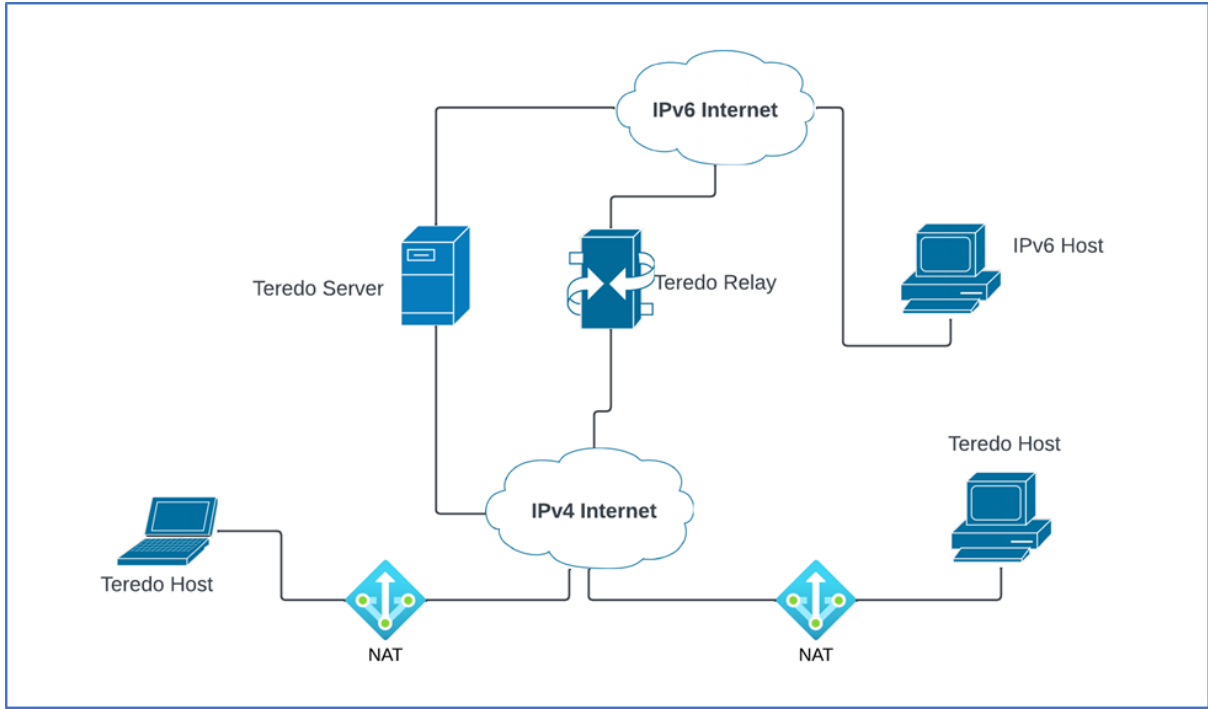 IPv6 Internet
IPv6 Host
Teredo Server
Teredo Relay
Teredo Host
IPv4 Internet
Teredo Host
NAT
NAT